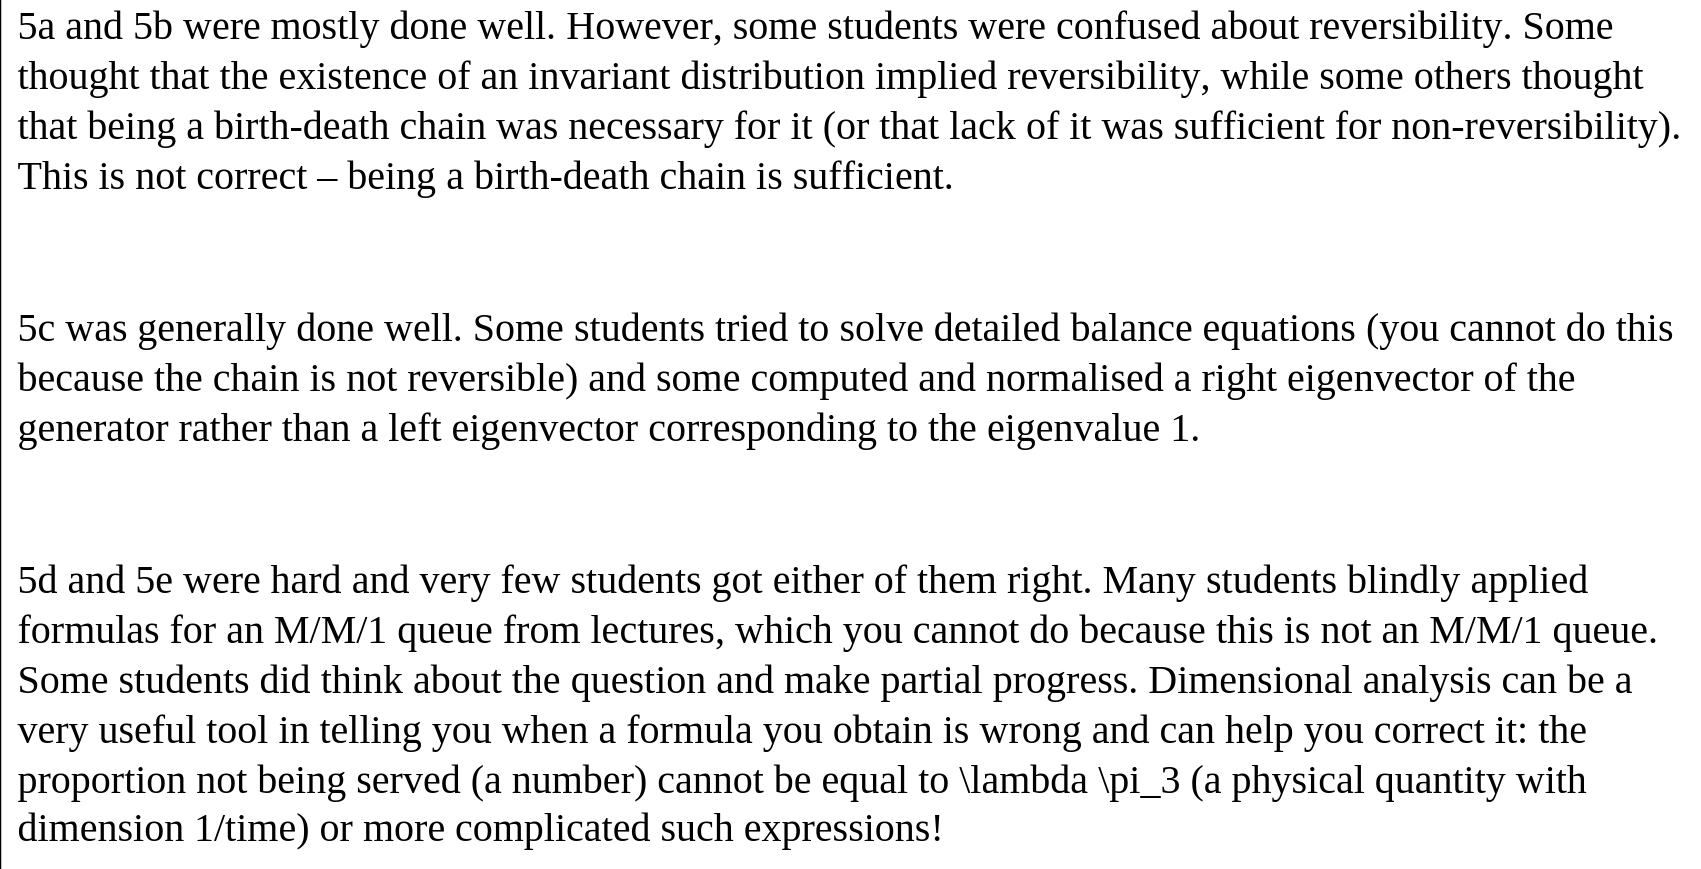 5a and 5b were mostly done well. However, some students were confused about reversibility. Some
thought that the existence of an invariant distribution implied reversibility, while some others thought
that being a birth-death chain was necessary for it (or that lack of it was sufficient for non-reversibility).
This is not correct – being a birth-death chain is sufficient.
5c was generally done well. Some students tried to solve detailed balance equations (you cannot do this
because the chain is not reversible) and some computed and normalised a right eigenvector of the
generator rather than a left eigenvector corresponding to the eigenvalue 1.
5d and 5e were hard and very few students got either of them right. Many students blindly applied
formulas for an M/M/1 queue from lectures, which you cannot do because this is not an M/M/1 queue.
Some students did think about the question and make partial progress. Dimensional analysis can be a
very useful tool in telling you when a formula you obtain is wrong and can help you correct it: the
proportion not being served (a number) cannot be equal to \lambda \pi_3 (a physical quantity with
dimension 1/time) or more complicated such expressions!